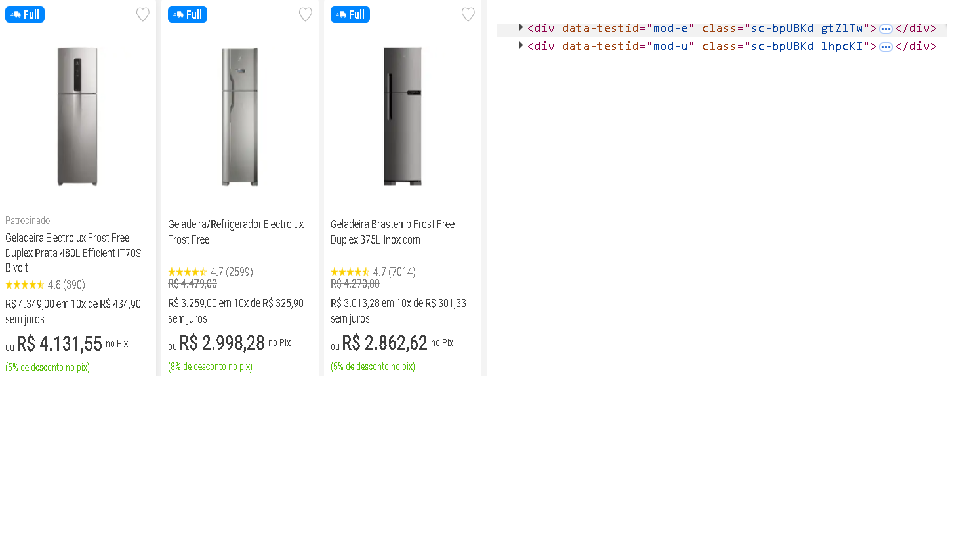 Full
Patrocinado
Geladeira Electrolux Frost Free
Duplex Prata 480L Efficient IT70S
Bivolt
4.8 (390)
R$ 4.349,00 em 10x de R$ 434,90
sem juros
ou R$ 4.131,55 no Pix
(5% de desconto no pix)
Full
Geladeira/Refrigerador Electrolux
Frost Free
4.7 (2599)
R$ 4.479,00
R$ 3.259,00 em 10x de R$ 325,90
sem juros
ou R$ 2.998,28 no Pix
(8% de desconto no pix)
Full
Geladeira Brastemp Frost Free
Duplex 375L Inox com
4.7 (7014)
R$ 4.279,00
R$ 3.013,28 em 10x de R$ 301,33
sem juros
ou R$ 2.862,62 no Pix
(5% de desconto no pix)
<div data-testid="mod-e" class="sc-bpUBKd gtZlTw">…</div>
<div data-testid="mod-u" class="sc-bpUBKd lhpcKI">…</div>